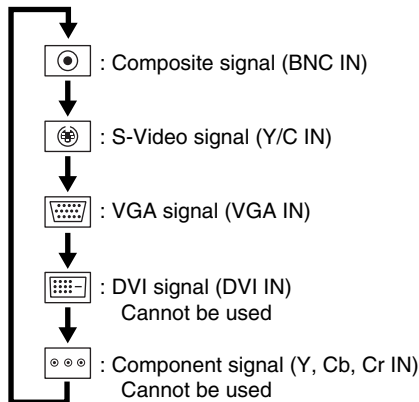 : Composite signal (BNC IN)
: S-Video signal (Y/C IN)
: VGA signal (VGA IN)
: DVI signal (DVI IN)
Cannot be used
: Component signal (Y, Cb, Cr IN)
Cannot be used